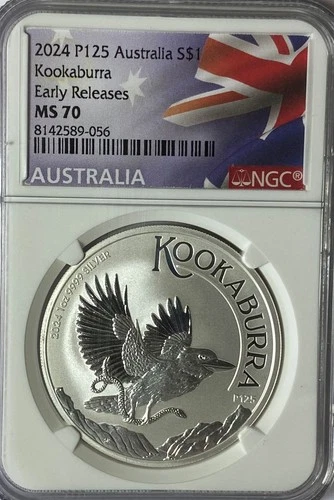 2024 P125 Australia S$1
Kookaburra
Early Releases
MS 70
8142589-056
AUSTRALIA
NGC®
KOOKABURRA
2024 1oz 9999 SILVER
P125